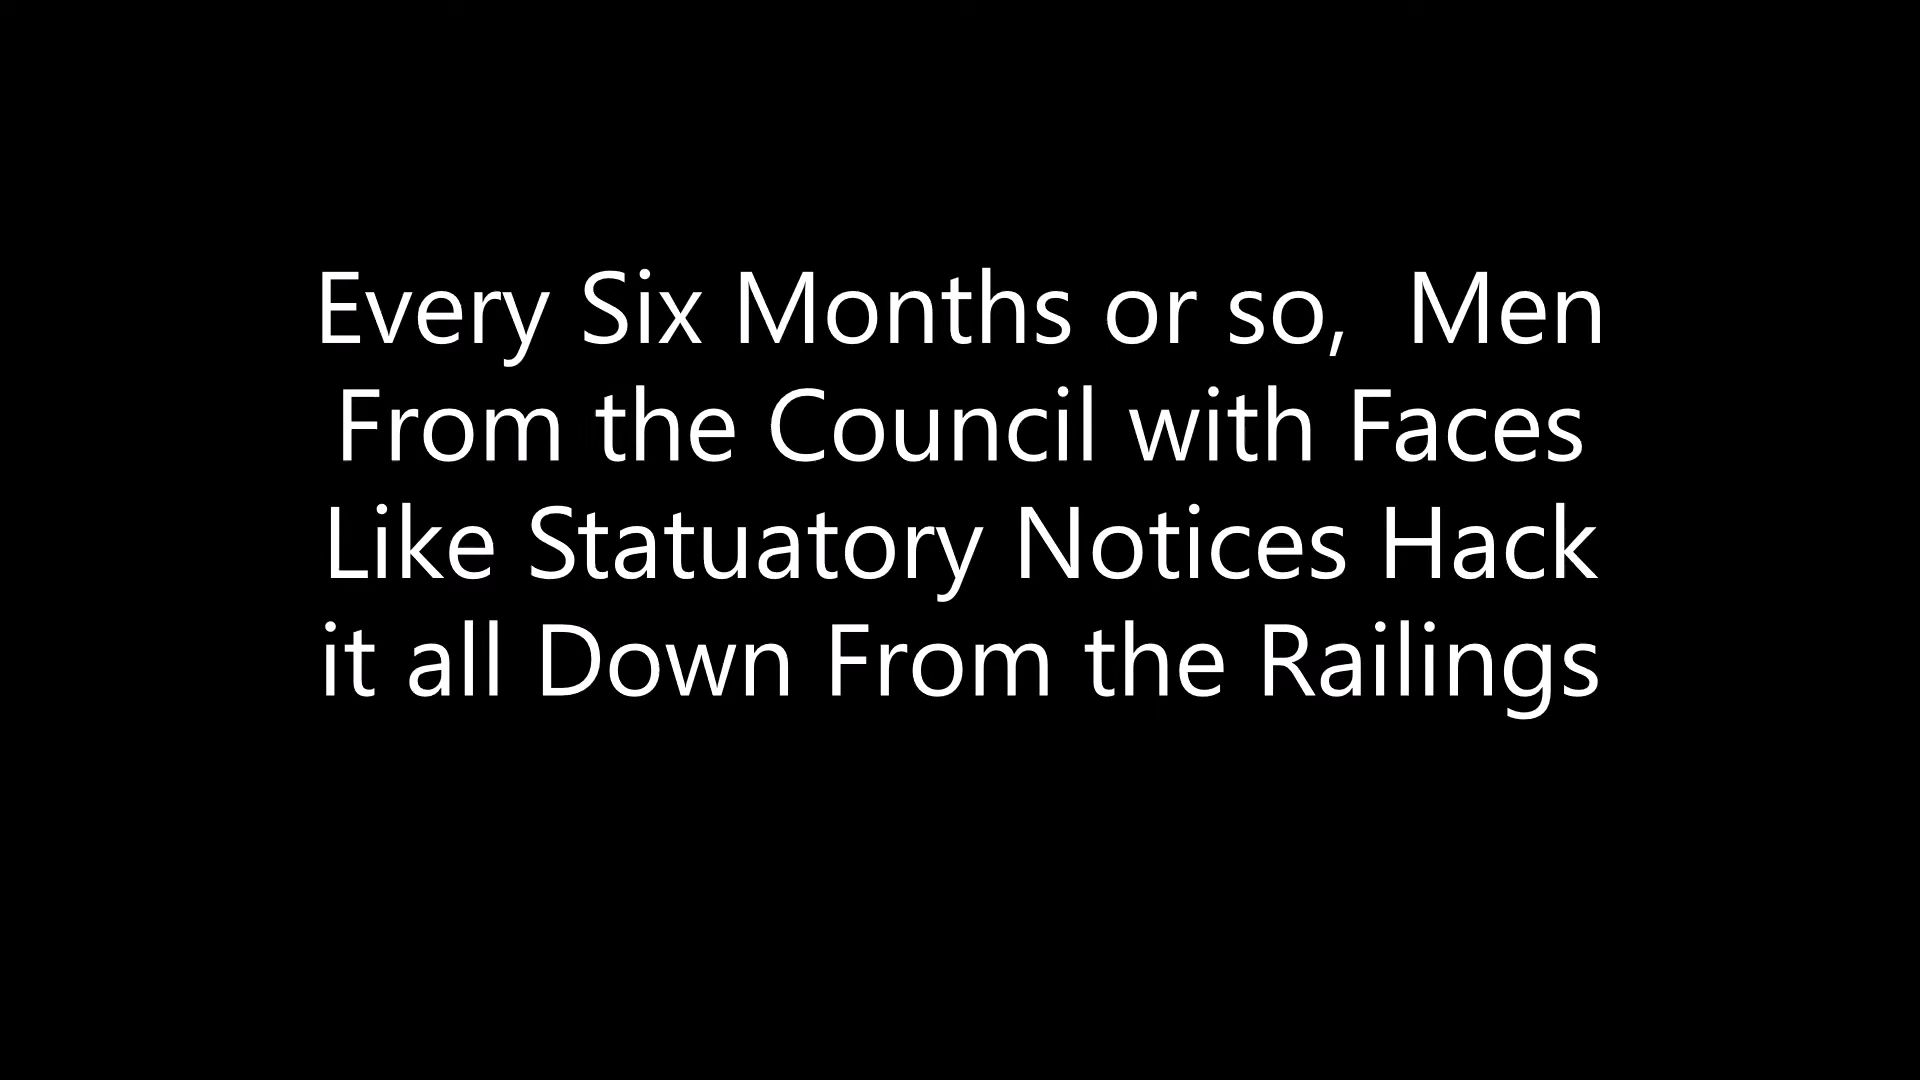 Every Six Months or so,  Men
From the Council with Faces
Like Statuatory Notices Hack
it all Down From the Railings